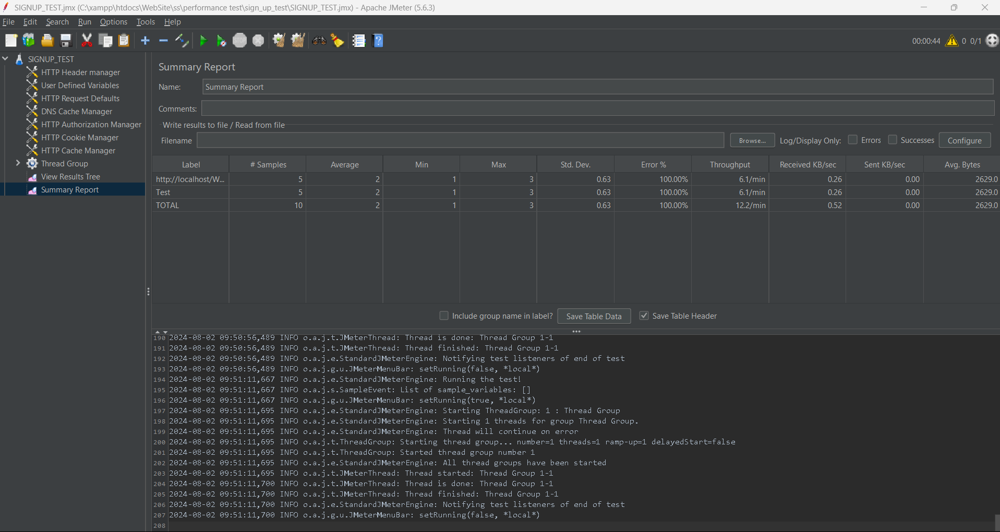 SIGNUP_TEST.jmx (C:\xampp\htdocs\WebSite\ss\performance test\sign_up_test\SIGNUP_TEST.jmx) - Apache JMeter (5.6.3)
File Edit Search Run Options Tools Help
STOP
00:00:44 0 0/1
SIGNUP_TEST
HTTP Header manager
User Defined Variables
HTTP Request Defaults
DNS Cache Manager
HTTP Authorization Manager
HTTP Cookie Manager
HTTP Cache Manager
Thread Group
View Results Tree
Summary Report
Summary Report
Name: Summary Report
Comments:
Write results to file / Read from file
Filename Browse... Log/Display Only: Errors Successes Configure
Label # Samples Average Min Max Std. Dev. Error % Throughput Received KB/sec Sent KB/sec Avg. Bytes
http://localhost/W... 5 2 1 3 0.63 100.00% 6.1/min 0.26 0.00 2629.0
Test 5 2 1 3 0.63 100.00% 6.1/min 0.26 0.00 2629.0
TOTAL 10 2 1 3 0.63 100.00% 12.2/min 0.52 0.00 2629.0
Include group name in label? Save Table Data Save Table Header
190 2024-08-02 09:50:56,489 INFO o.a.j.t.JMeterThread: Thread is done: Thread Group 1-1
191 2024-08-02 09:50:56,489 INFO o.a.j.t.JMeterThread: Thread finished: Thread Group 1-1
192 2024-08-02 09:50:56,489 INFO o.a.j.e.StandardJMeterEngine: Notifying test listeners of end of test
193 2024-08-02 09:50:56,489 INFO o.a.j.g.u.JMeterMenuBar: setRunning(false, *local*)
194 2024-08-02 09:51:11,667 INFO o.a.j.e.StandardJMeterEngine: Running the test!
195 2024-08-02 09:51:11,667 INFO o.a.j.s.SampleEvent: List of sample_variables: []
196 2024-08-02 09:51:11,667 INFO o.a.j.g.u.JMeterMenuBar: setRunning(true, *local*)
197 2024-08-02 09:51:11,695 INFO o.a.j.e.StandardJMeterEngine: Starting ThreadGroup: 1 : Thread Group
198 2024-08-02 09:51:11,695 INFO o.a.j.e.StandardJMeterEngine: Starting 1 threads for group Thread Group.
199 2024-08-02 09:51:11,695 INFO o.a.j.e.StandardJMeterEngine: Thread will continue on error
200 2024-08-02 09:51:11,695 INFO o.a.j.t.ThreadGroup: Starting thread group... number=1 threads=1 ramp-up=1 delayedStart=false
201 2024-08-02 09:51:11,695 INFO o.a.j.t.ThreadGroup: Started thread group number 1
202 2024-08-02 09:51:11,695 INFO o.a.j.e.StandardJMeterEngine: All thread groups have been started
203 2024-08-02 09:51:11,695 INFO o.a.j.t.JMeterThread: Thread started: Thread Group 1-1
204 2024-08-02 09:51:11,700 INFO o.a.j.t.JMeterThread: Thread is done: Thread Group 1-1
205 2024-08-02 09:51:11,700 INFO o.a.j.t.JMeterThread: Thread finished: Thread Group 1-1
206 2024-08-02 09:51:11,700 INFO o.a.j.e.StandardJMeterEngine: Notifying test listeners of end of test
207 2024-08-02 09:51:11,700 INFO o.a.j.g.u.JMeterMenuBar: setRunning(false, *local*)
208